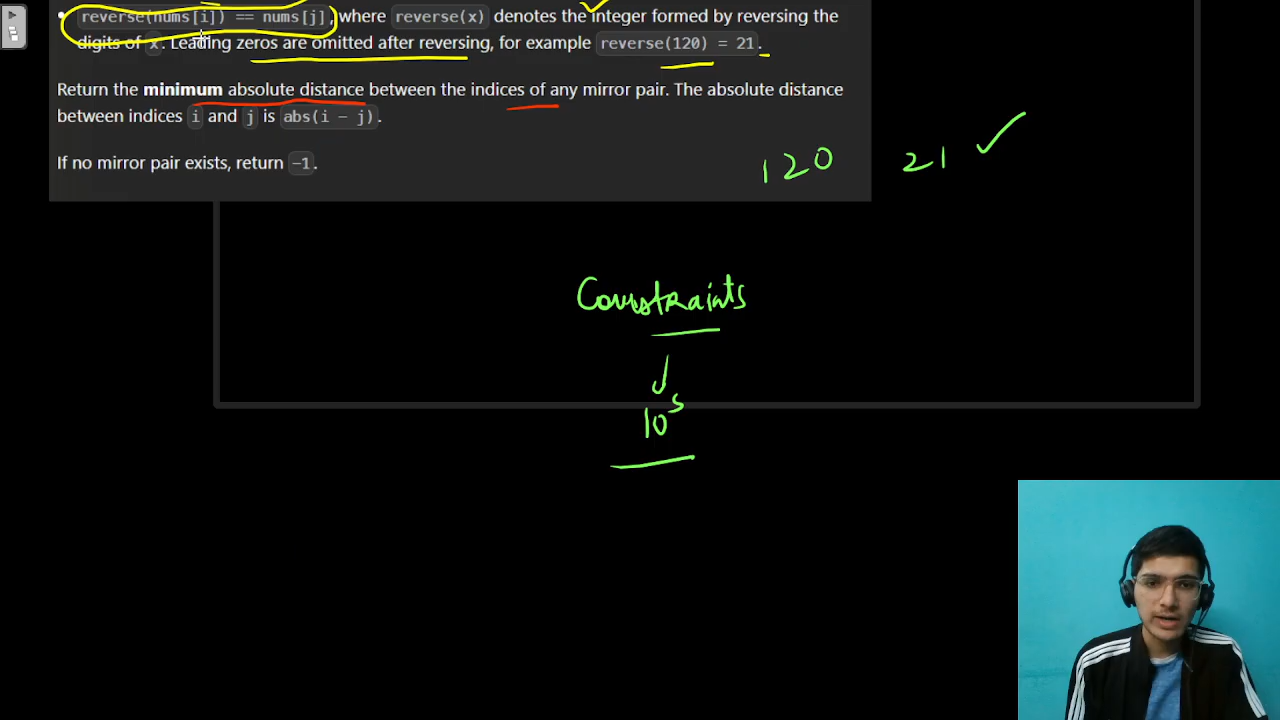 reverse(nums[i]) == nums[j], where reverse(x) denotes the integer formed by reversing the
digits of x. Leading zeros are omitted after reversing, for example reverse(120) = 21.
Return the minimum absolute distance between the indices of any mirror pair. The absolute distance
between indices i and j is abs(i - j).
If no mirror pair exists, return -1.
120 21
Constraints
10^5